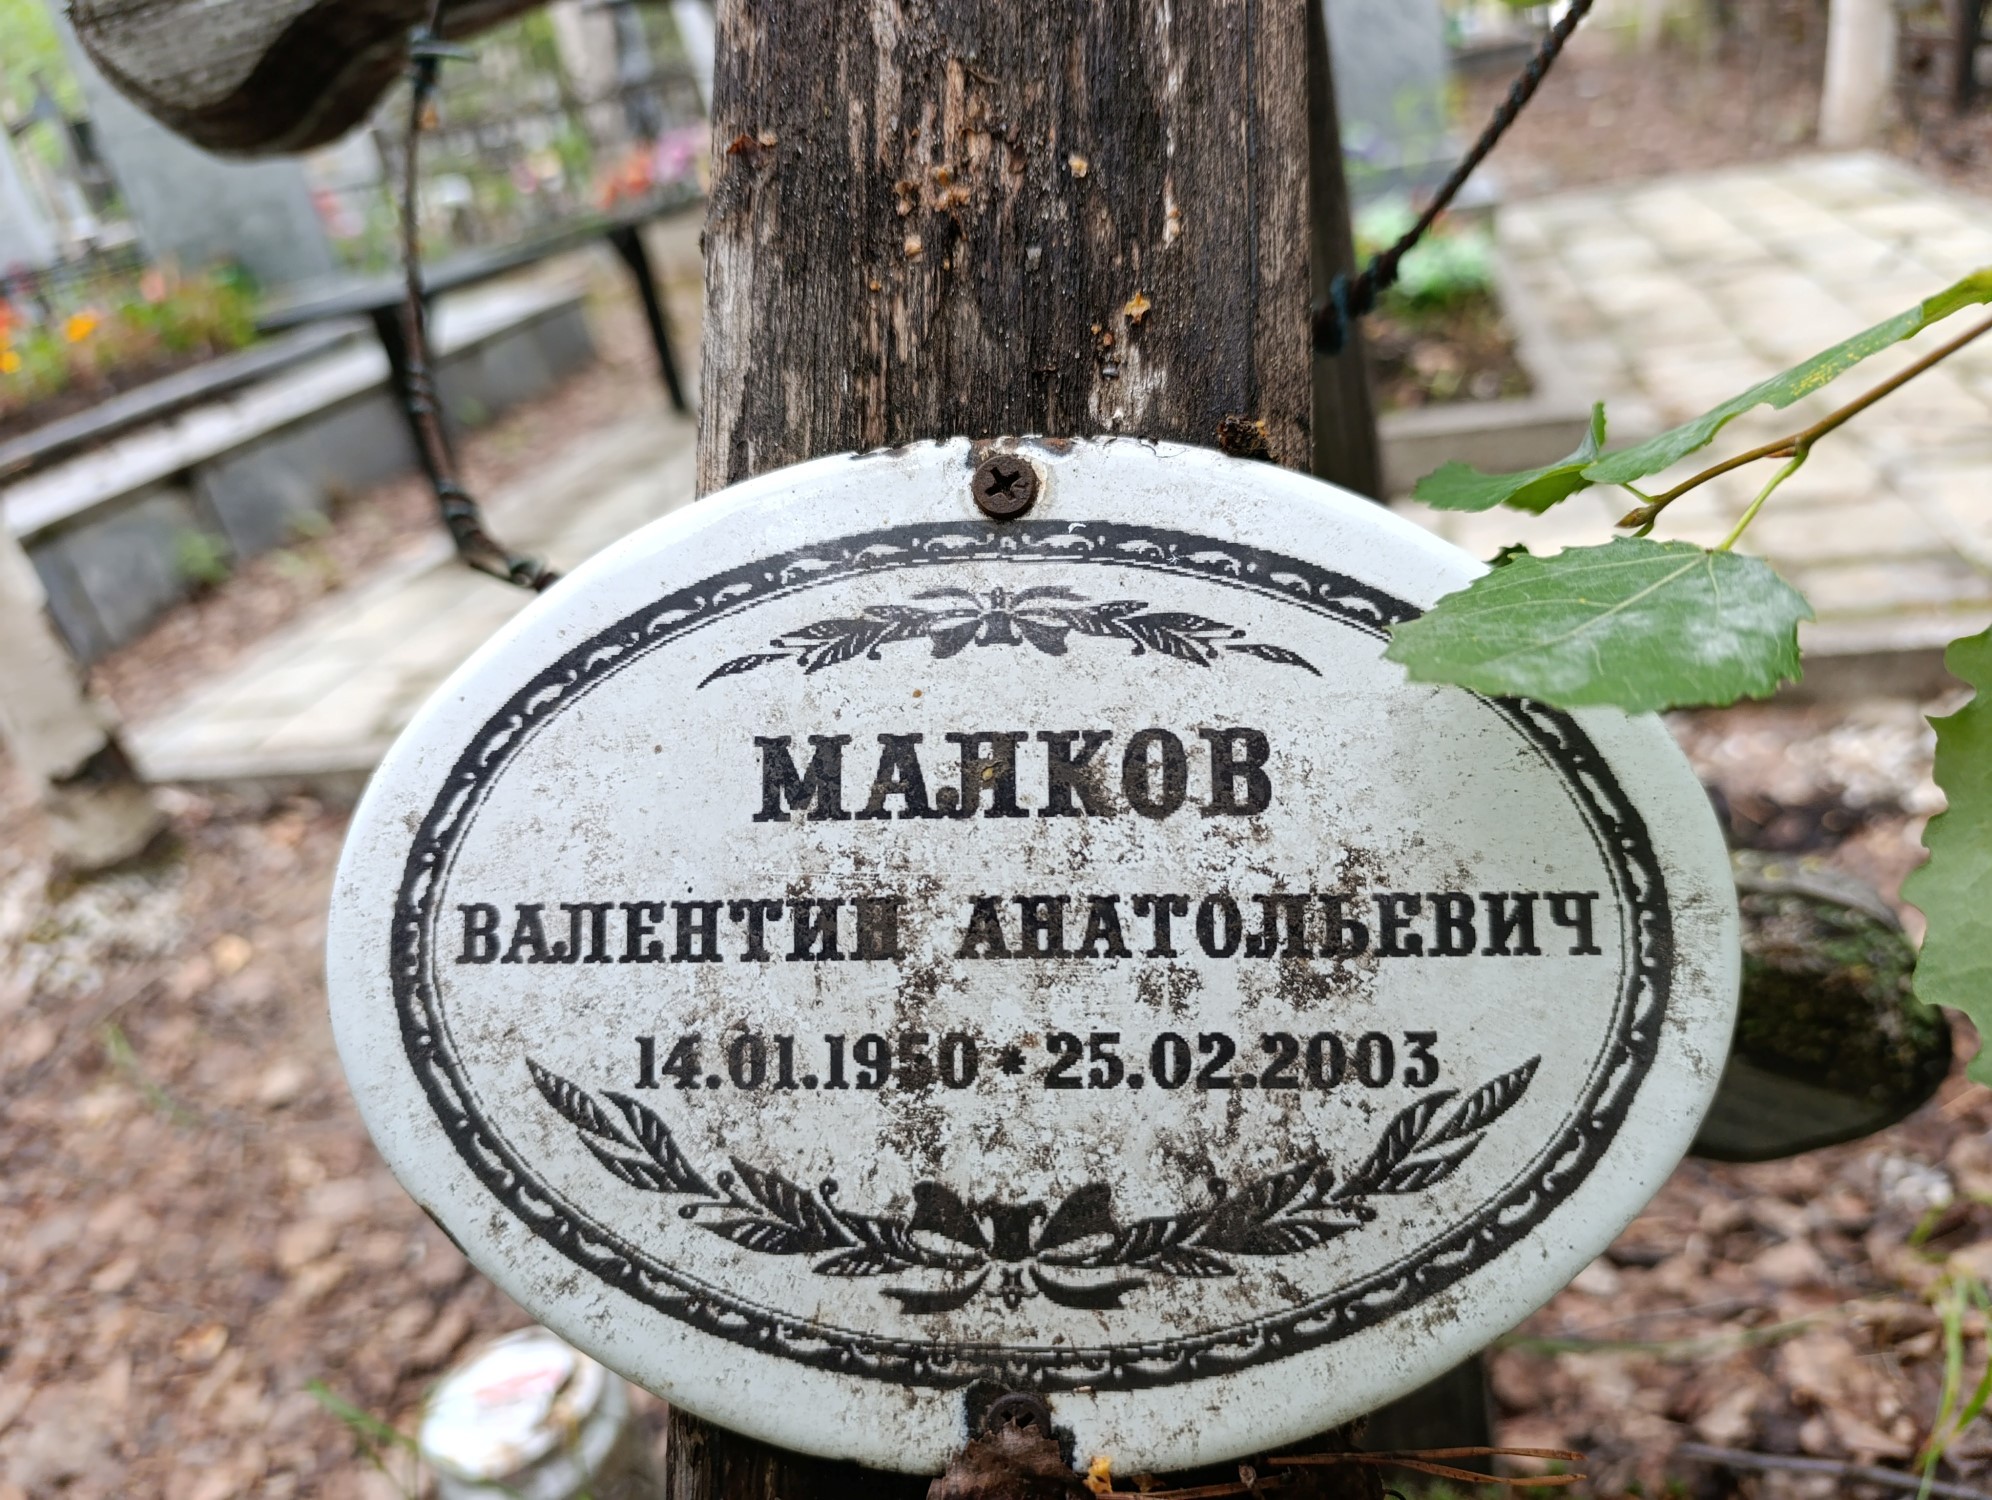 МАЛКОВ
ВАЛЕНТИН АНАТОЛЬЕВИЧ
14.01.1950 * 25.02.2003